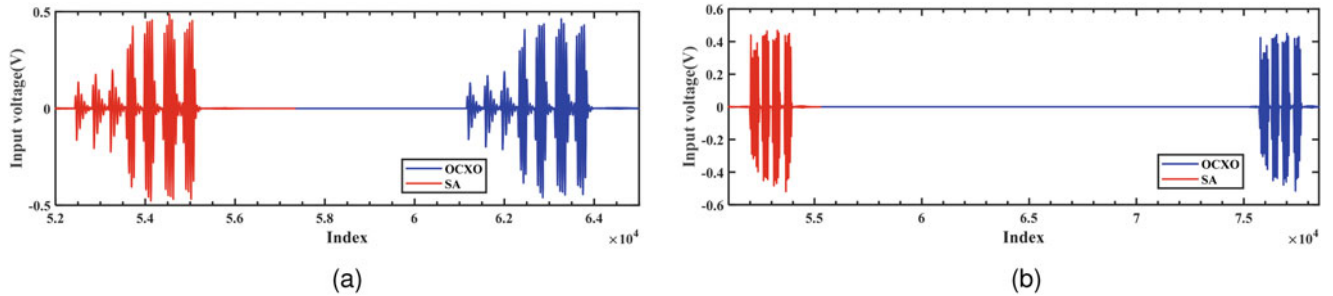 0.5
0
-0.5
Input voltage(V)
OCXO
SA
5.2 5.4 5.6 5.8 6 6.2 6.4
Index
×10⁴
(a)
0.6
0.4
0.2
0
-0.2
-0.4
-0.6
Input voltage(V)
OCXO
SA
5.5 6 6.5 7 7.5
Index
×10⁴
(b)